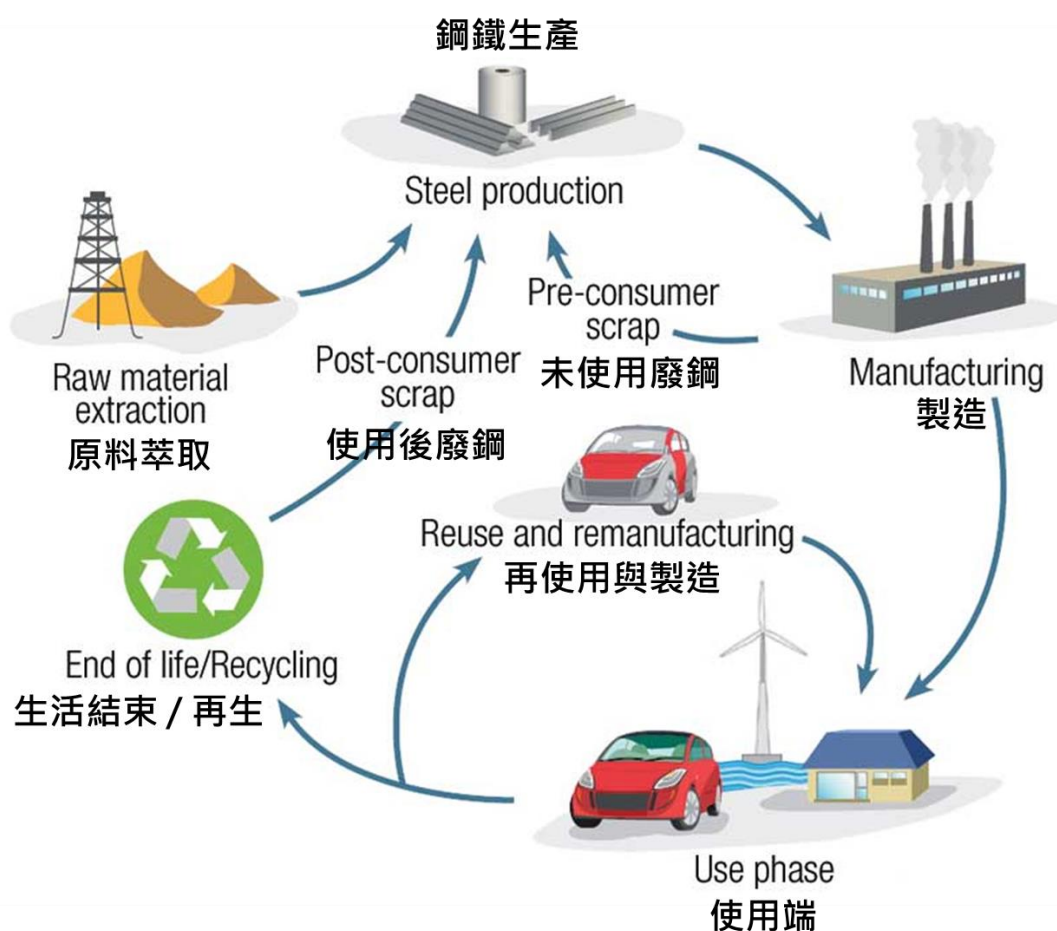 鋼鐵生產
Steel production
Raw material
extraction
原料萃取
Post-consumer
scrap
使用後廢鋼
Pre-consumer
scrap
未使用廢鋼
Manufacturing
製造
Reuse and remanufacturing
再使用與製造
End of life/Recycling
生活結束 / 再生
Use phase
使用端